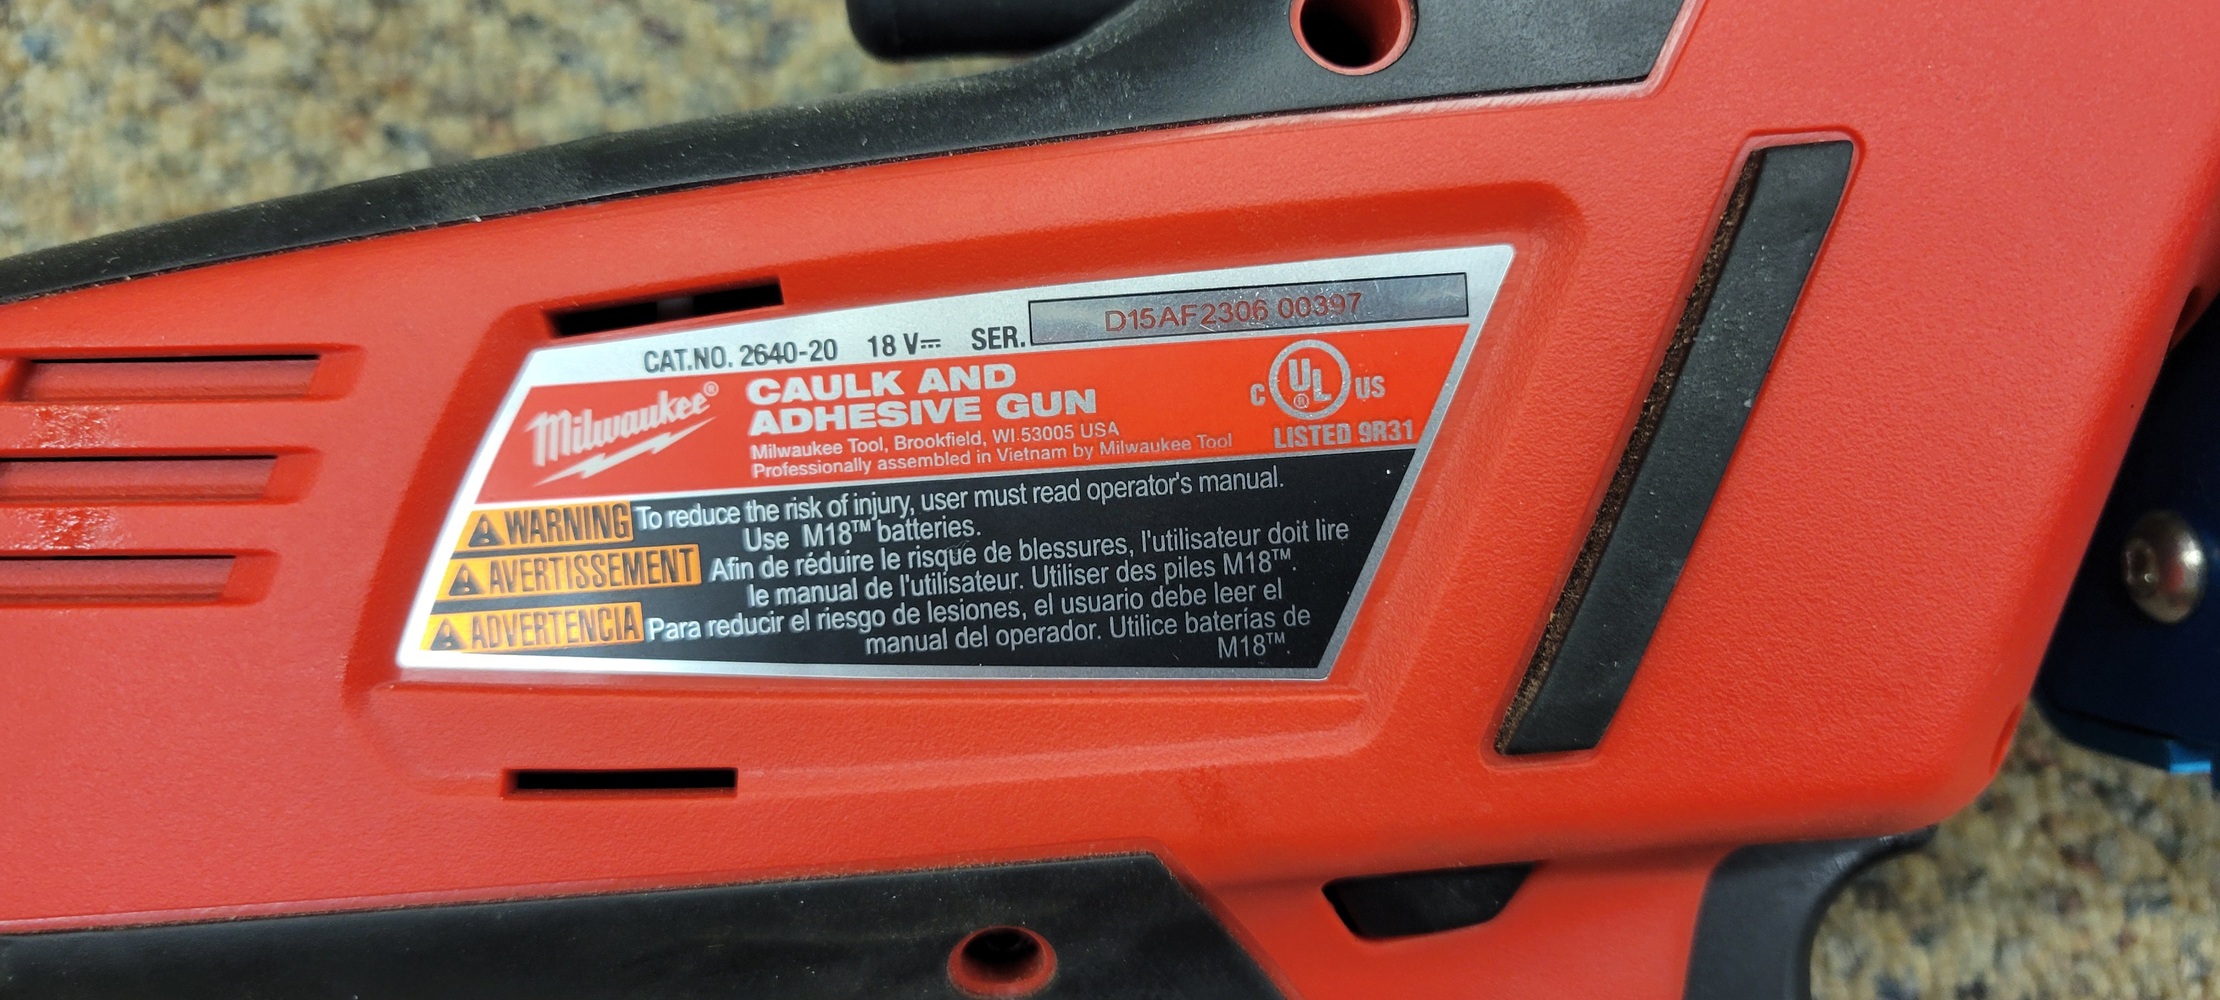 CAT.NO. 2640-20 18 V⎓ SER. D15AF2306 00397
Milwaukee®
CAULK AND
ADHESIVE GUN
Milwaukee Tool, Brookfield, WI 53005 USA
Professionally assembled in Vietnam by Milwaukee Tool
C UL® US
LISTED 9R31
WARNING To reduce the risk of injury, user must read operator's manual.
Use M18™ batteries.
AVERTISSEMENT Afin de réduire le risque de blessures, l'utilisateur doit lire
le manual de l'utilisateur. Utiliser des piles M18™.
ADVERTENCIA Para reducir el riesgo de lesiones, el usuario debe leer el
manual del operador. Utilice baterías de
M18™.